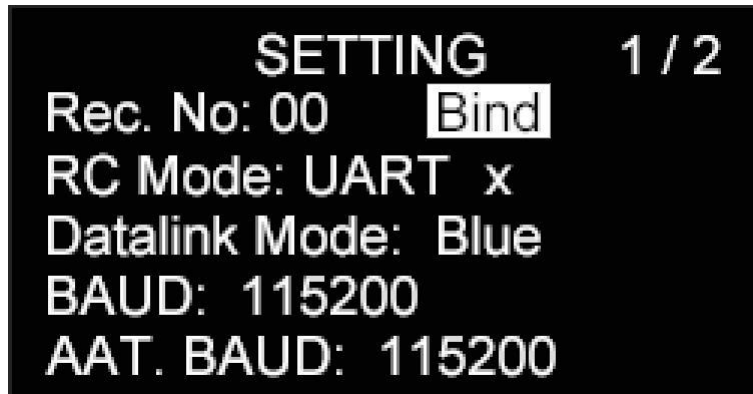 SETTING 1 / 2
Rec. No: 00 Bind
RC Mode: UART x
Datalink Mode: Blue
BAUD: 115200
AAT. BAUD: 115200